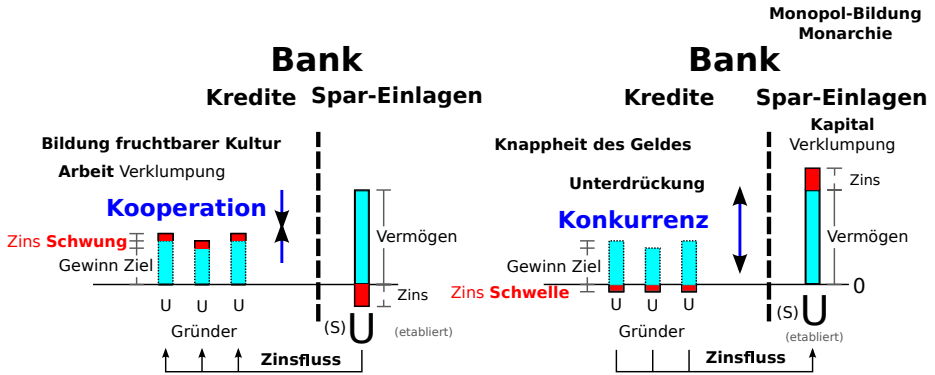 Bank
Kredite Spar-Einlagen
Bildung fruchtbarer Kultur
Arbeit Verklumpung
Kooperation
Zins Schwung
Gewinn Ziel
Vermögen
Zins
U U U
Gründer
(S) U (etabliert)
Zinsfluss
Monopol-Bildung
Monarchie
Bank
Kredite Spar-Einlagen
Kapital
Verklumpung
Knappheit des Geldes
Unterdrückung
Konkurrenz
Zins
Vermögen
Gewinn Ziel
Zins Schwelle
0
U U U
Gründer
(S) U
(etabliert)
Zinsfluss